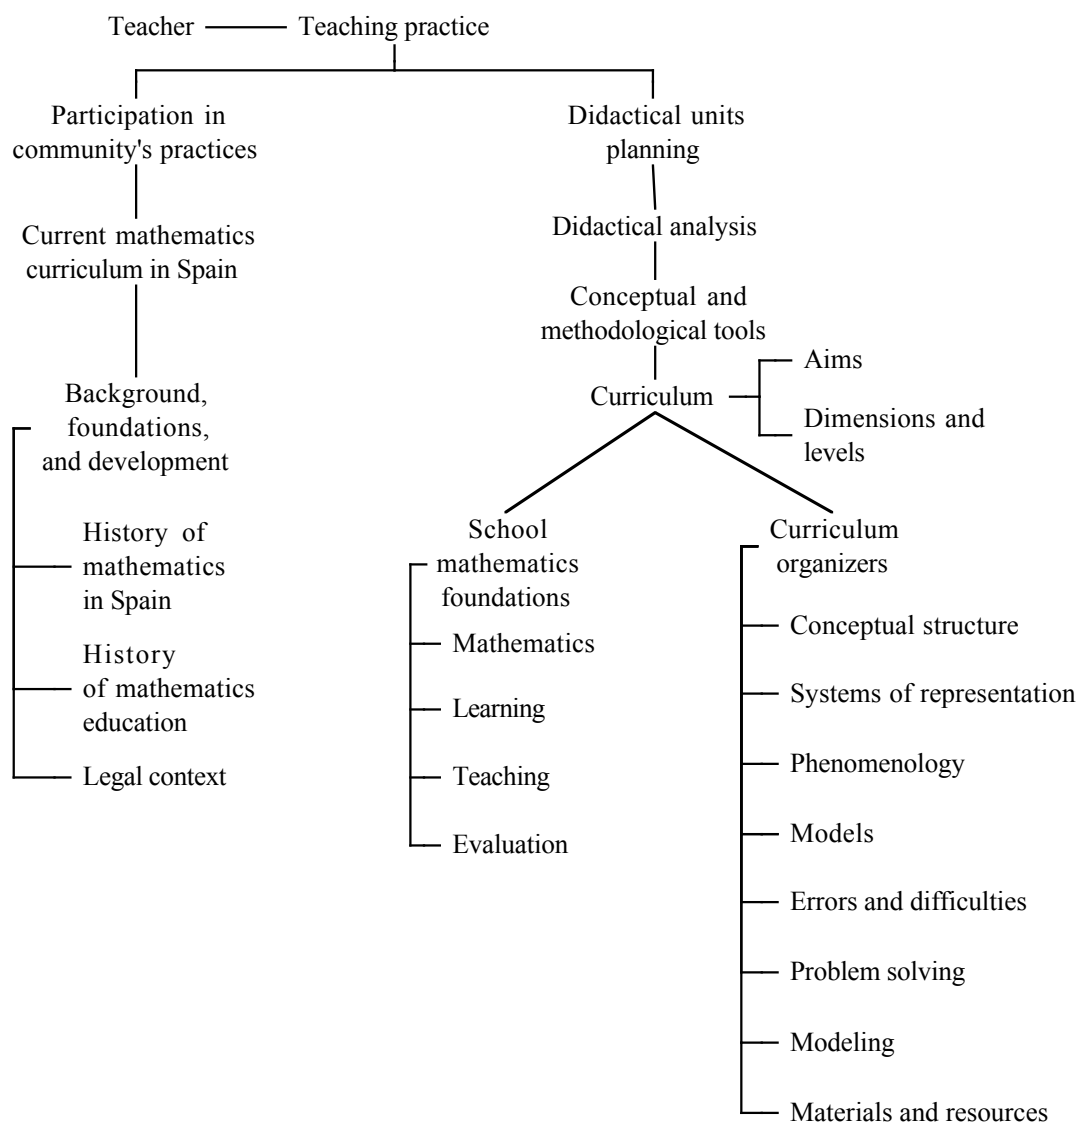 Teacher
Teaching practice
Participation in
community's practices
Didactical units
planning
Current mathematics
curriculum in Spain
Didactical analysis
Conceptual and
methodological tools
Background,
foundations,
and development
Curriculum
Aims
Dimensions and
levels
History of
mathematics
in Spain
History
of mathematics
education
Legal context
School
mathematics
foundations
Mathematics
Learning
Teaching
Evaluation
Curriculum
organizers
Conceptual structure
Systems of representation
Phenomenology
Models
Errors and difficulties
Problem solving
Modeling
Materials and resources